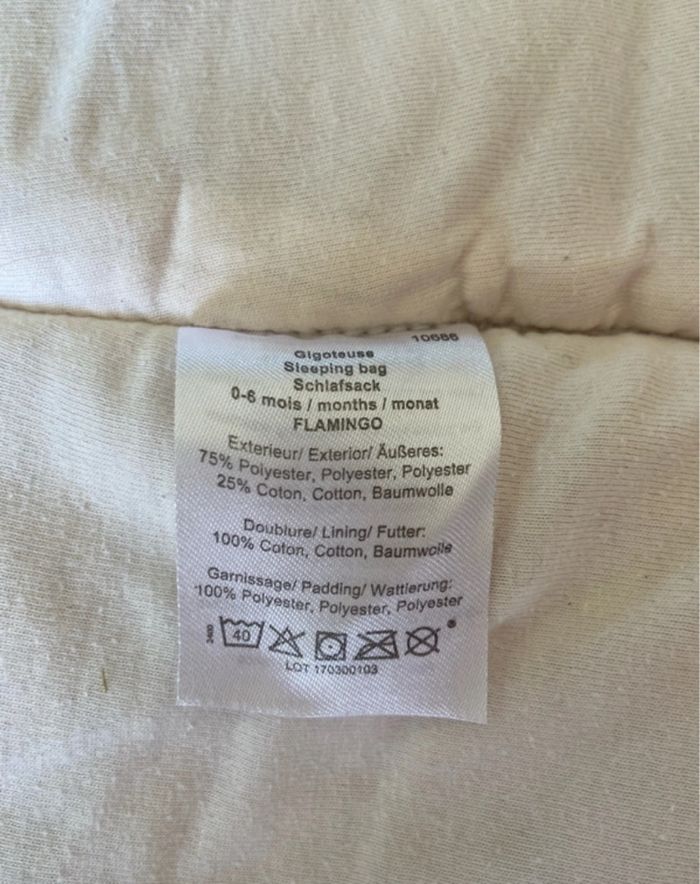 10686
Gigoteuse
Sleeping bag
Schlafsack
0-6 mois / months / monat
FLAMINGO
Exterieur/ Exterior/ Äußeres:
75% Polyester, Polyester, Polyester
25% Coton, Cotton, Baumwolle
Doublure/ Lining/ Futter:
100% Coton, Cotton, Baumwolle
Garnissage/ Padding/ Wattierung:
100% Polyester, Polyester, Polyester
40
LOT 170300103